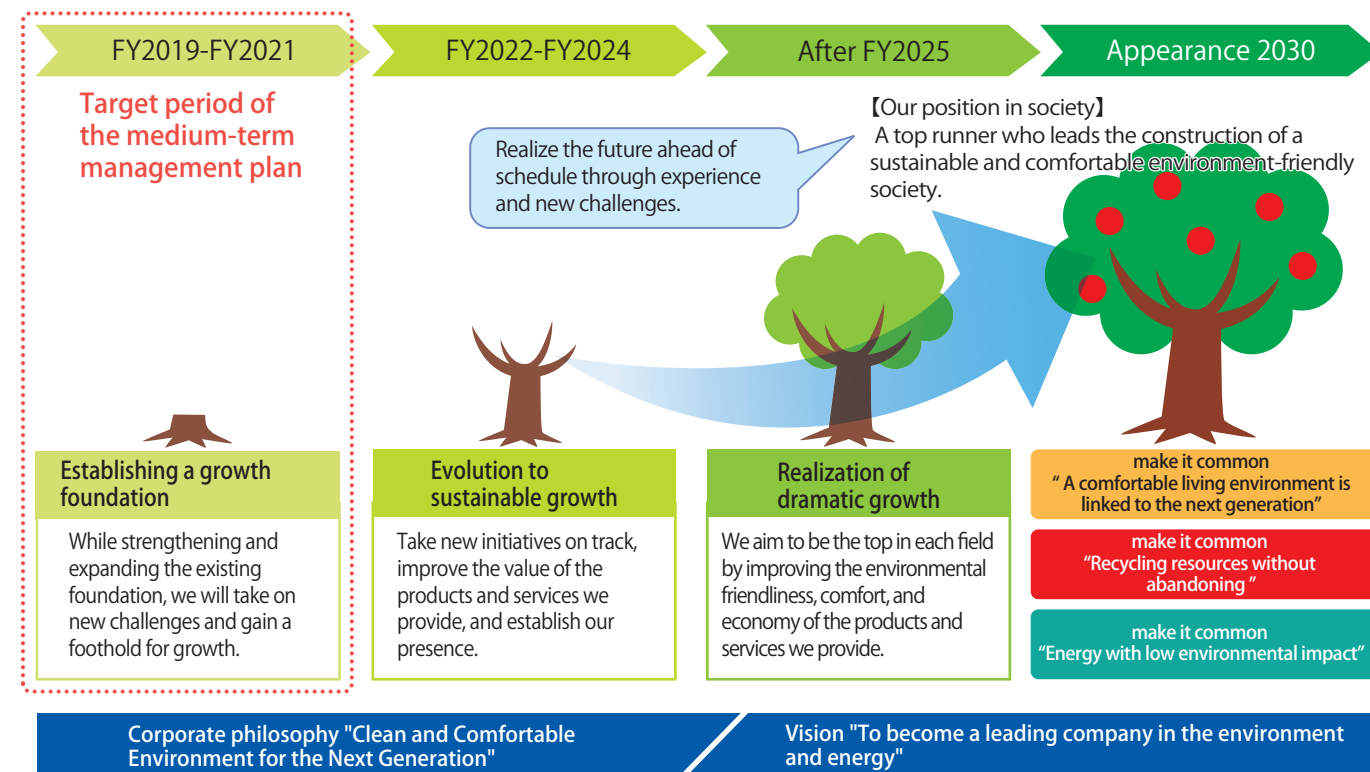 FY2019-FY2021
FY2022-FY2024
After FY2025
Appearance 2030
Target period of
the medium-term
management plan
Realize the future ahead of
schedule through experience
and new challenges.
【Our position in society】
A top runner who leads the construction of a
sustainable and comfortable environment-friendly
society.
Establishing a growth
foundation
While strengthening and
expanding the existing
foundation, we will take on
new challenges and gain a
foothold for growth.
Evolution to
sustainable growth
Take new initiatives on track,
improve the value of the
products and services we
provide, and establish our
presence.
Realization of
dramatic growth
We aim to be the top in each field
by improving the environmental
friendliness, comfort, and
economy of the products and
services we provide.
make it common
“ A comfortable living environment is
linked to the next generation”
make it common
“Recycling resources without
abandoning ”
make it common
“Energy with low environmental impact”
Corporate philosophy "Clean and Comfortable
Environment for the Next Generation"
Vision "To become a leading company in the environment
and energy"